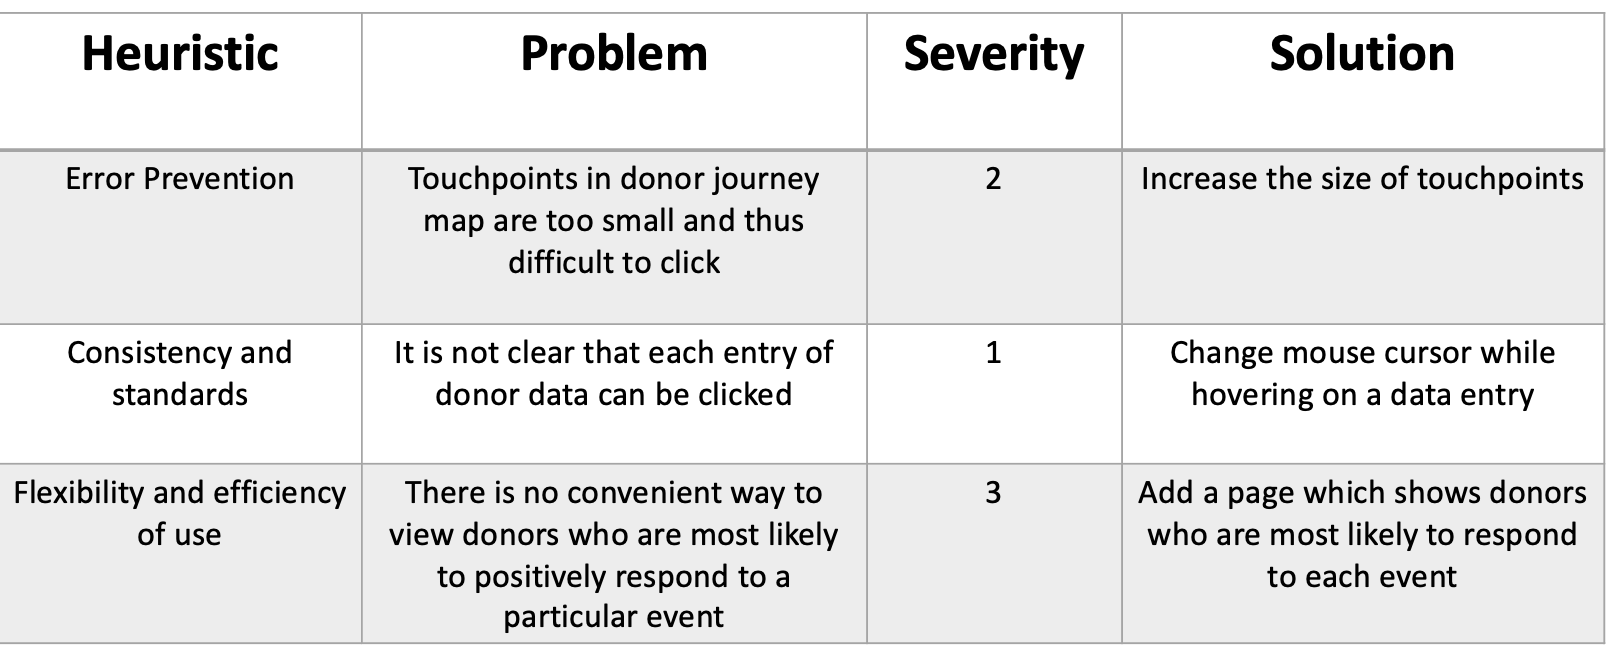 Heuristic
Problem
Severity
Solution
Error Prevention
Touchpoints in donor journey
map are too small and thus
difficult to click
2
Increase the size of touchpoints
Consistency and
standards
It is not clear that each entry of
donor data can be clicked
1
Change mouse cursor while
hovering on a data entry
Flexibility and efficiency
of use
There is no convenient way to
view donors who are most likely
to positively respond to a
particular event
3
Add a page which shows donors
who are most likely to respond
to each event